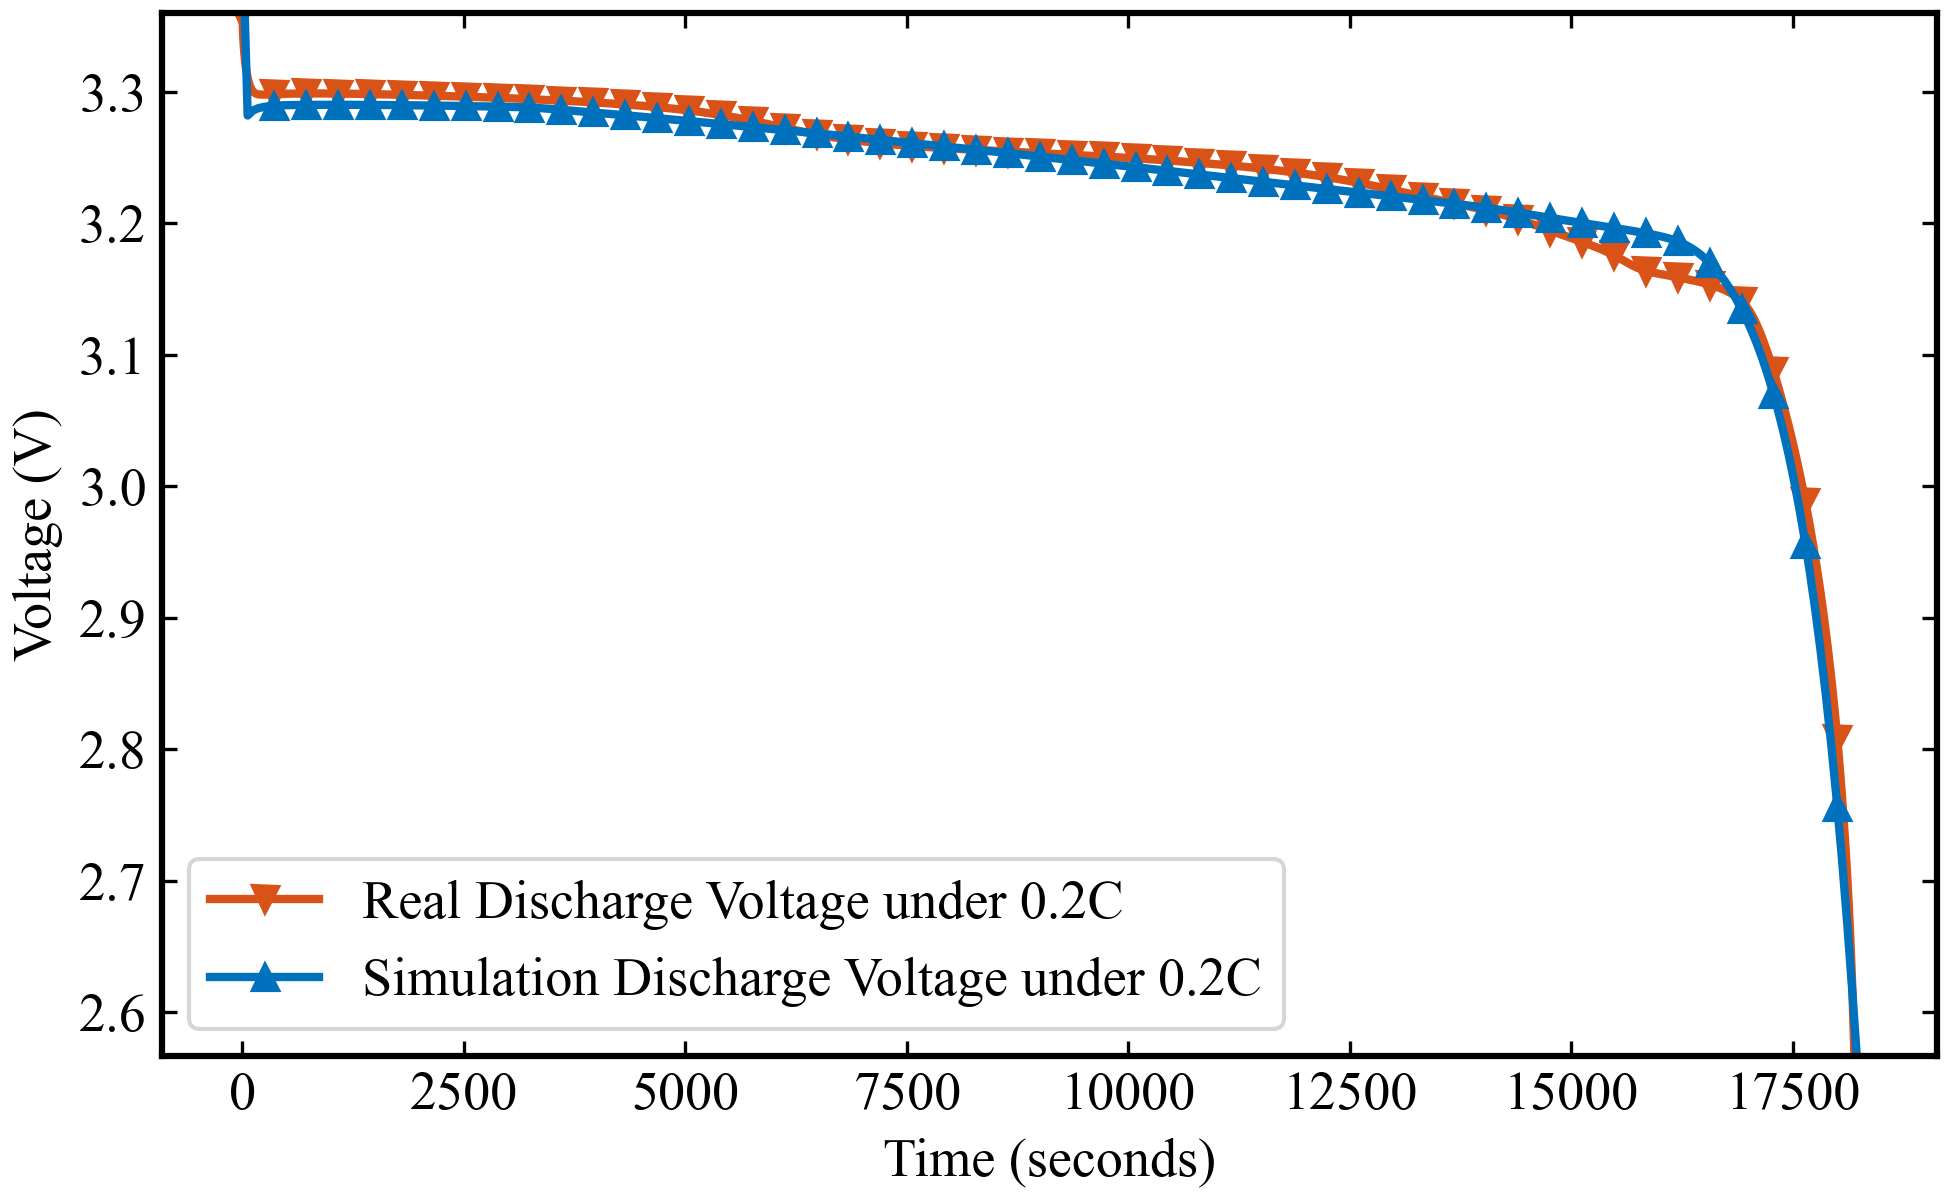 3.3
3.2
3.1
3.0
2.9
2.8
2.7
2.6
Voltage (V)
Real Discharge Voltage under 0.2C
Simulation Discharge Voltage under 0.2C
0 2500 5000 7500 10000 12500 15000 17500
Time (seconds)